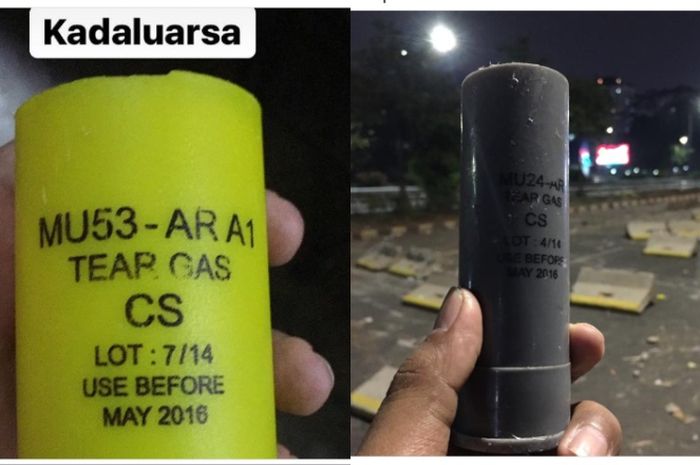 Kadaluarsa
MU53-AR A1
TEAR GAS
CS
LOT : 7/14
USE BEFORE
MAY 2016
MU24-AR
TEAR GAS
CS
LOT : 4/14
USE BEFORE
MAY 2016